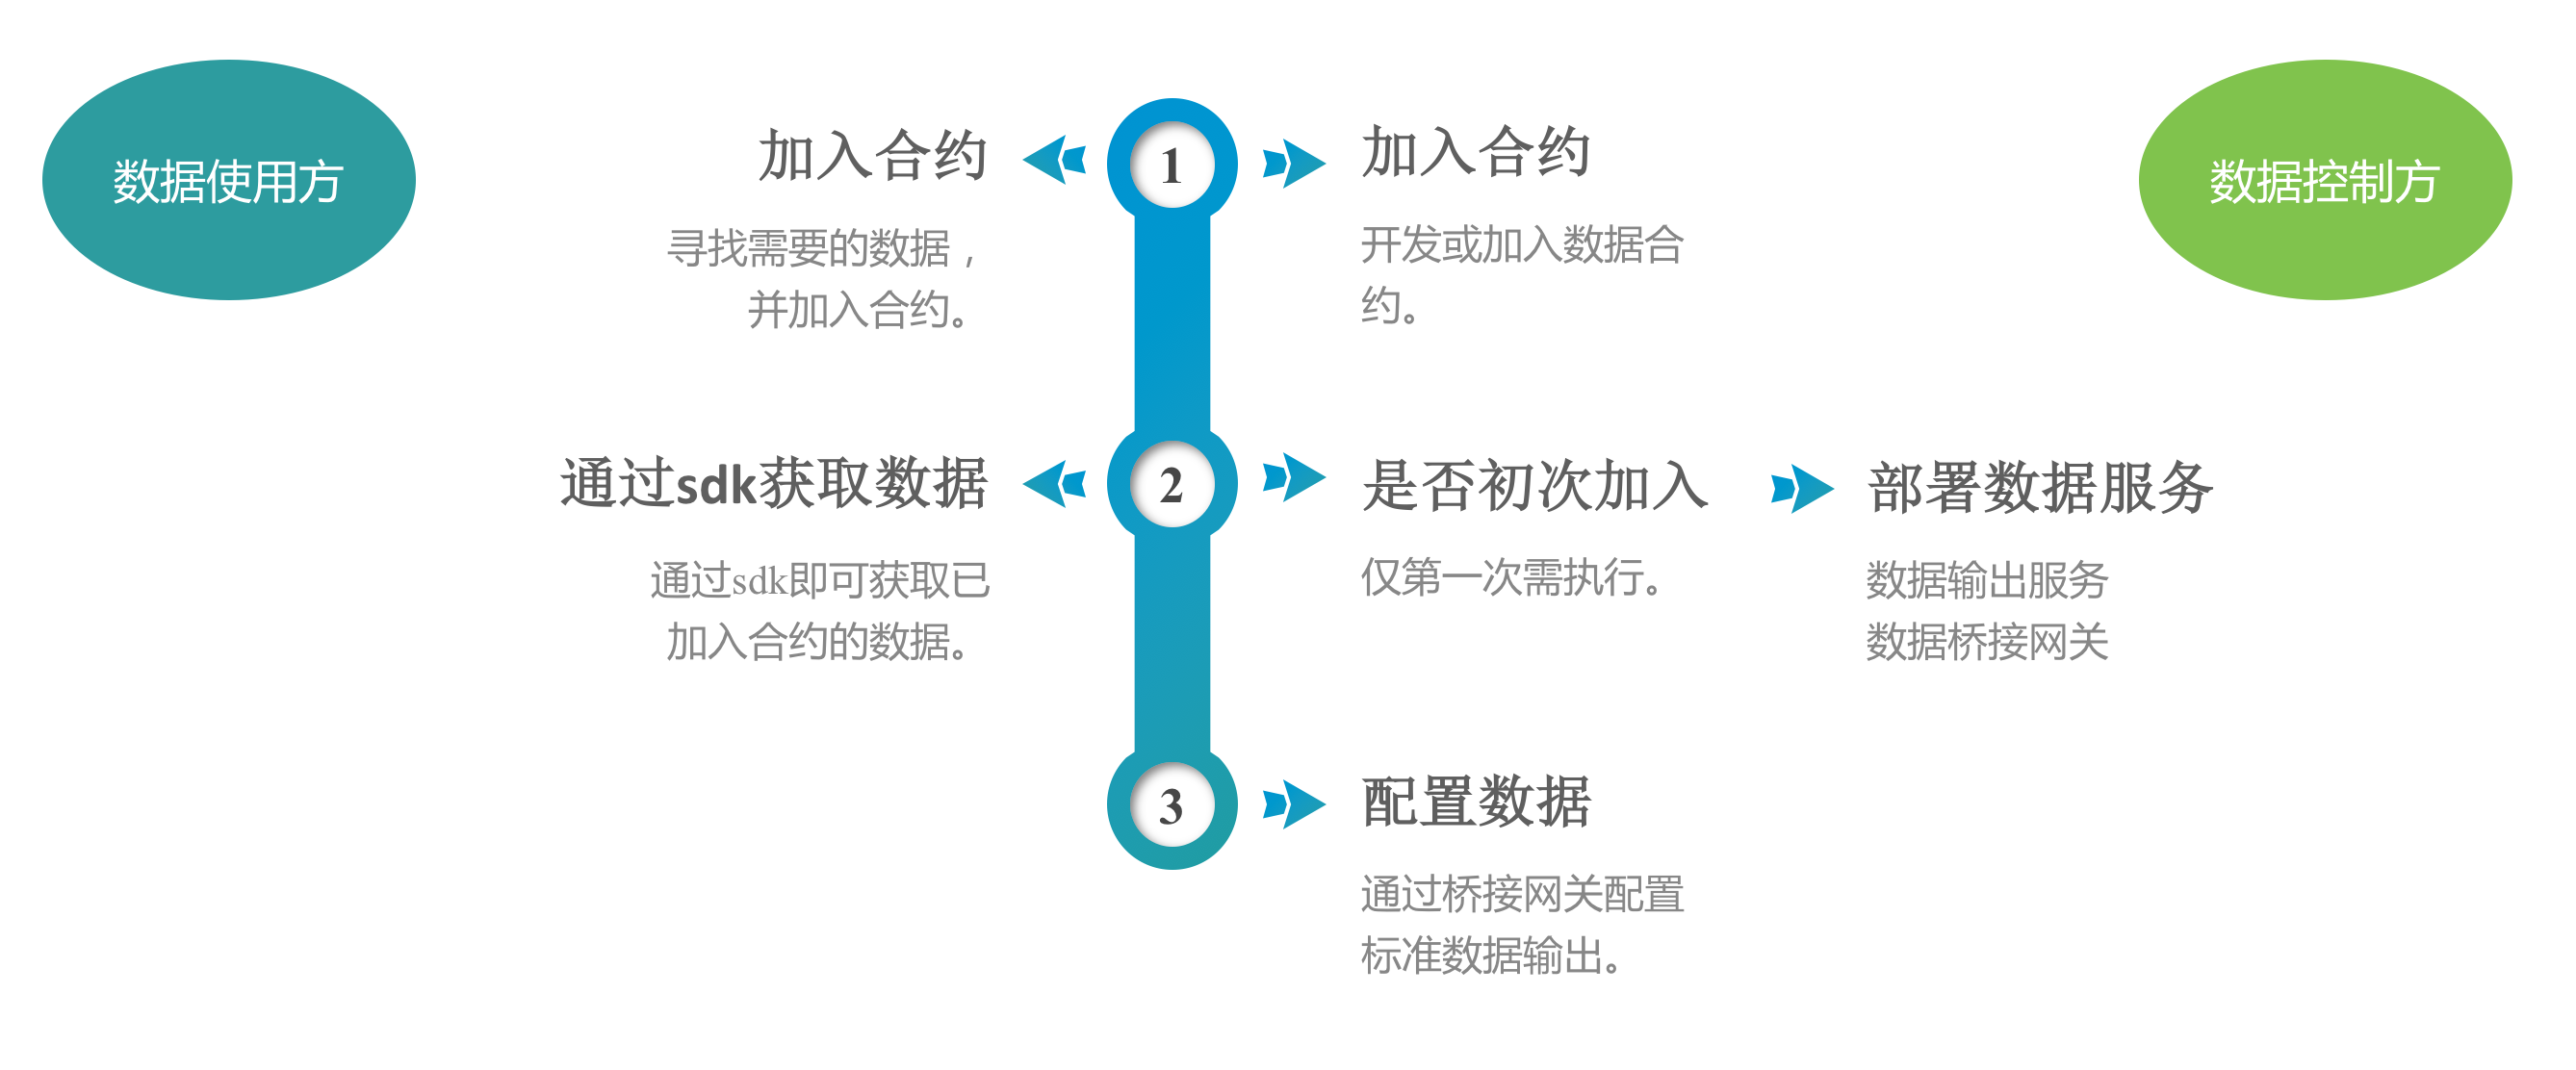 数据使用方
数据控制方
1
加入合约
寻找需要的数据，
并加入合约。
加入合约
开发或加入数据合
约。
2
通过sdk获取数据
通过sdk即可获取已
加入合约的数据。
是否初次加入
仅第一次需执行。
部署数据服务
数据输出服务
数据桥接网关
3
配置数据
通过桥接网关配置
标准数据输出。